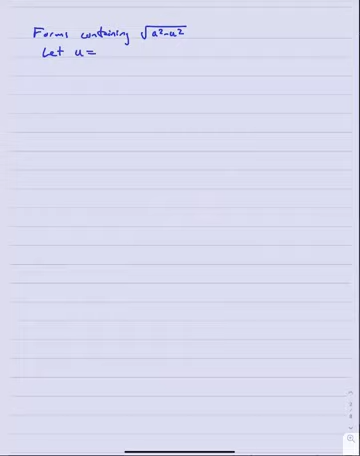 Forms containing √(a²-u²)
Let u =